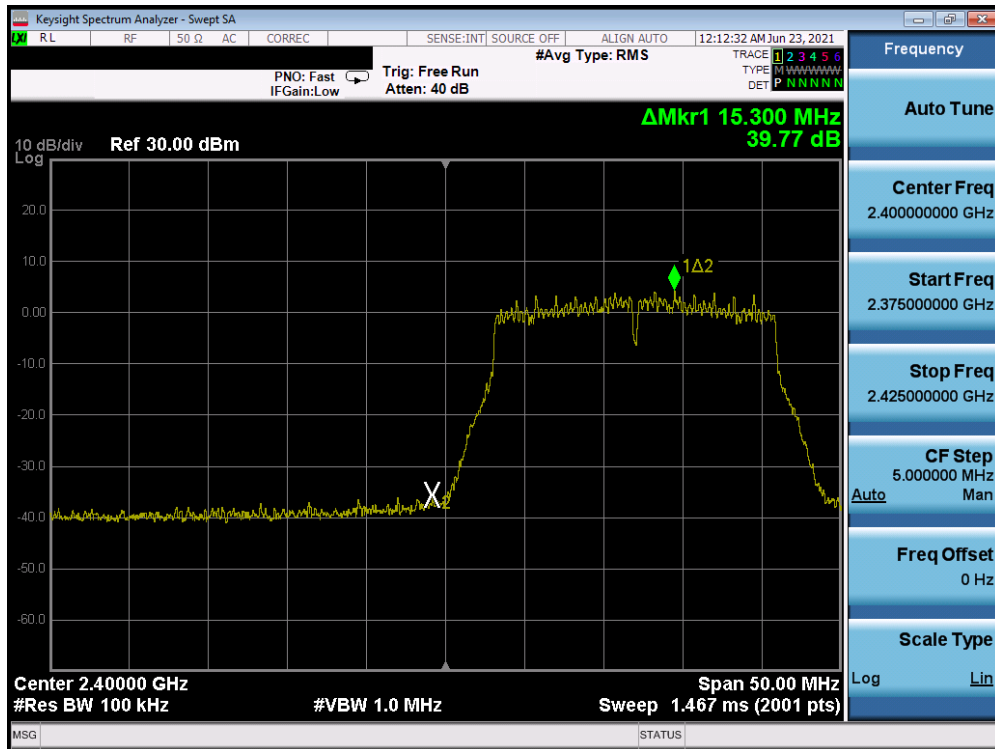 Keysight Spectrum Analyzer - Swept SA
LXI RL RF 50 Ω AC CORREC SENSE:INT SOURCE OFF ALIGN AUTO 12:12:32 AM Jun 23, 2021
#Avg Type: RMS
TRACE 1 2 3 4 5 6
TYPE M WWWWW
DET P N N N N N
PNO: Fast
IFGain:Low
Trig: Free Run
Atten: 40 dB
ΔMkr1 15.300 MHz
39.77 dB
10 dB/div
Log
Ref 30.00 dBm
20.0
10.0
0.00
-10.0
-20.0
-30.0
-40.0
-50.0
-60.0
1Δ2
2
Center 2.40000 GHz
Span 50.00 MHz
#Res BW 100 kHz
#VBW 1.0 MHz
Sweep 1.467 ms (2001 pts)
MSG
STATUS
Frequency
Auto Tune
Center Freq
2.400000000 GHz
Start Freq
2.375000000 GHz
Stop Freq
2.425000000 GHz
CF Step
5.000000 MHz
Auto Man
Freq Offset
0 Hz
Scale Type
Log Lin